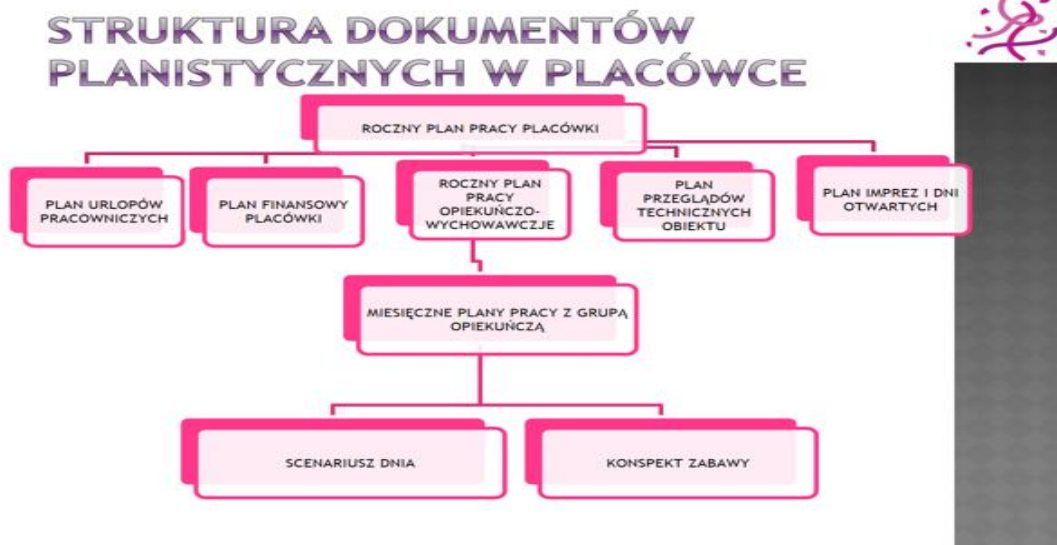 STRUKTURA DOKUMENTÓW
PLANISTYCZNYCH W PLACÓWCE
ROCZNY PLAN PRACY PLACÓWKI
PLAN URLOPÓW
PRACOWNICZYCH
PLAN FINANSOWY
PLACÓWKI
ROCZNY PLAN
PRACY
OPIEKUŃCZO-
WYCHOWAWCZJE
PLAN
PRZEGLĄDÓW
TECHNICZNYCH
OBIEKTU
PLAN IMPREZ I DNI
OTWARTYCH
MIESIĘCZNE PLANY PRACY Z GRUPĄ
OPIEKUŃCZĄ
SCENARIUSZ DNIA
KONSPEKT ZABAWY